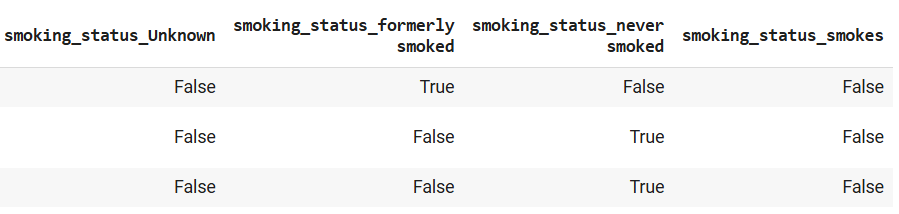 smoking_status_Unknown smoking_status_formerly smoked smoking_status_never smoked smoking_status_smokes
False True False False
False False True False
False False True False